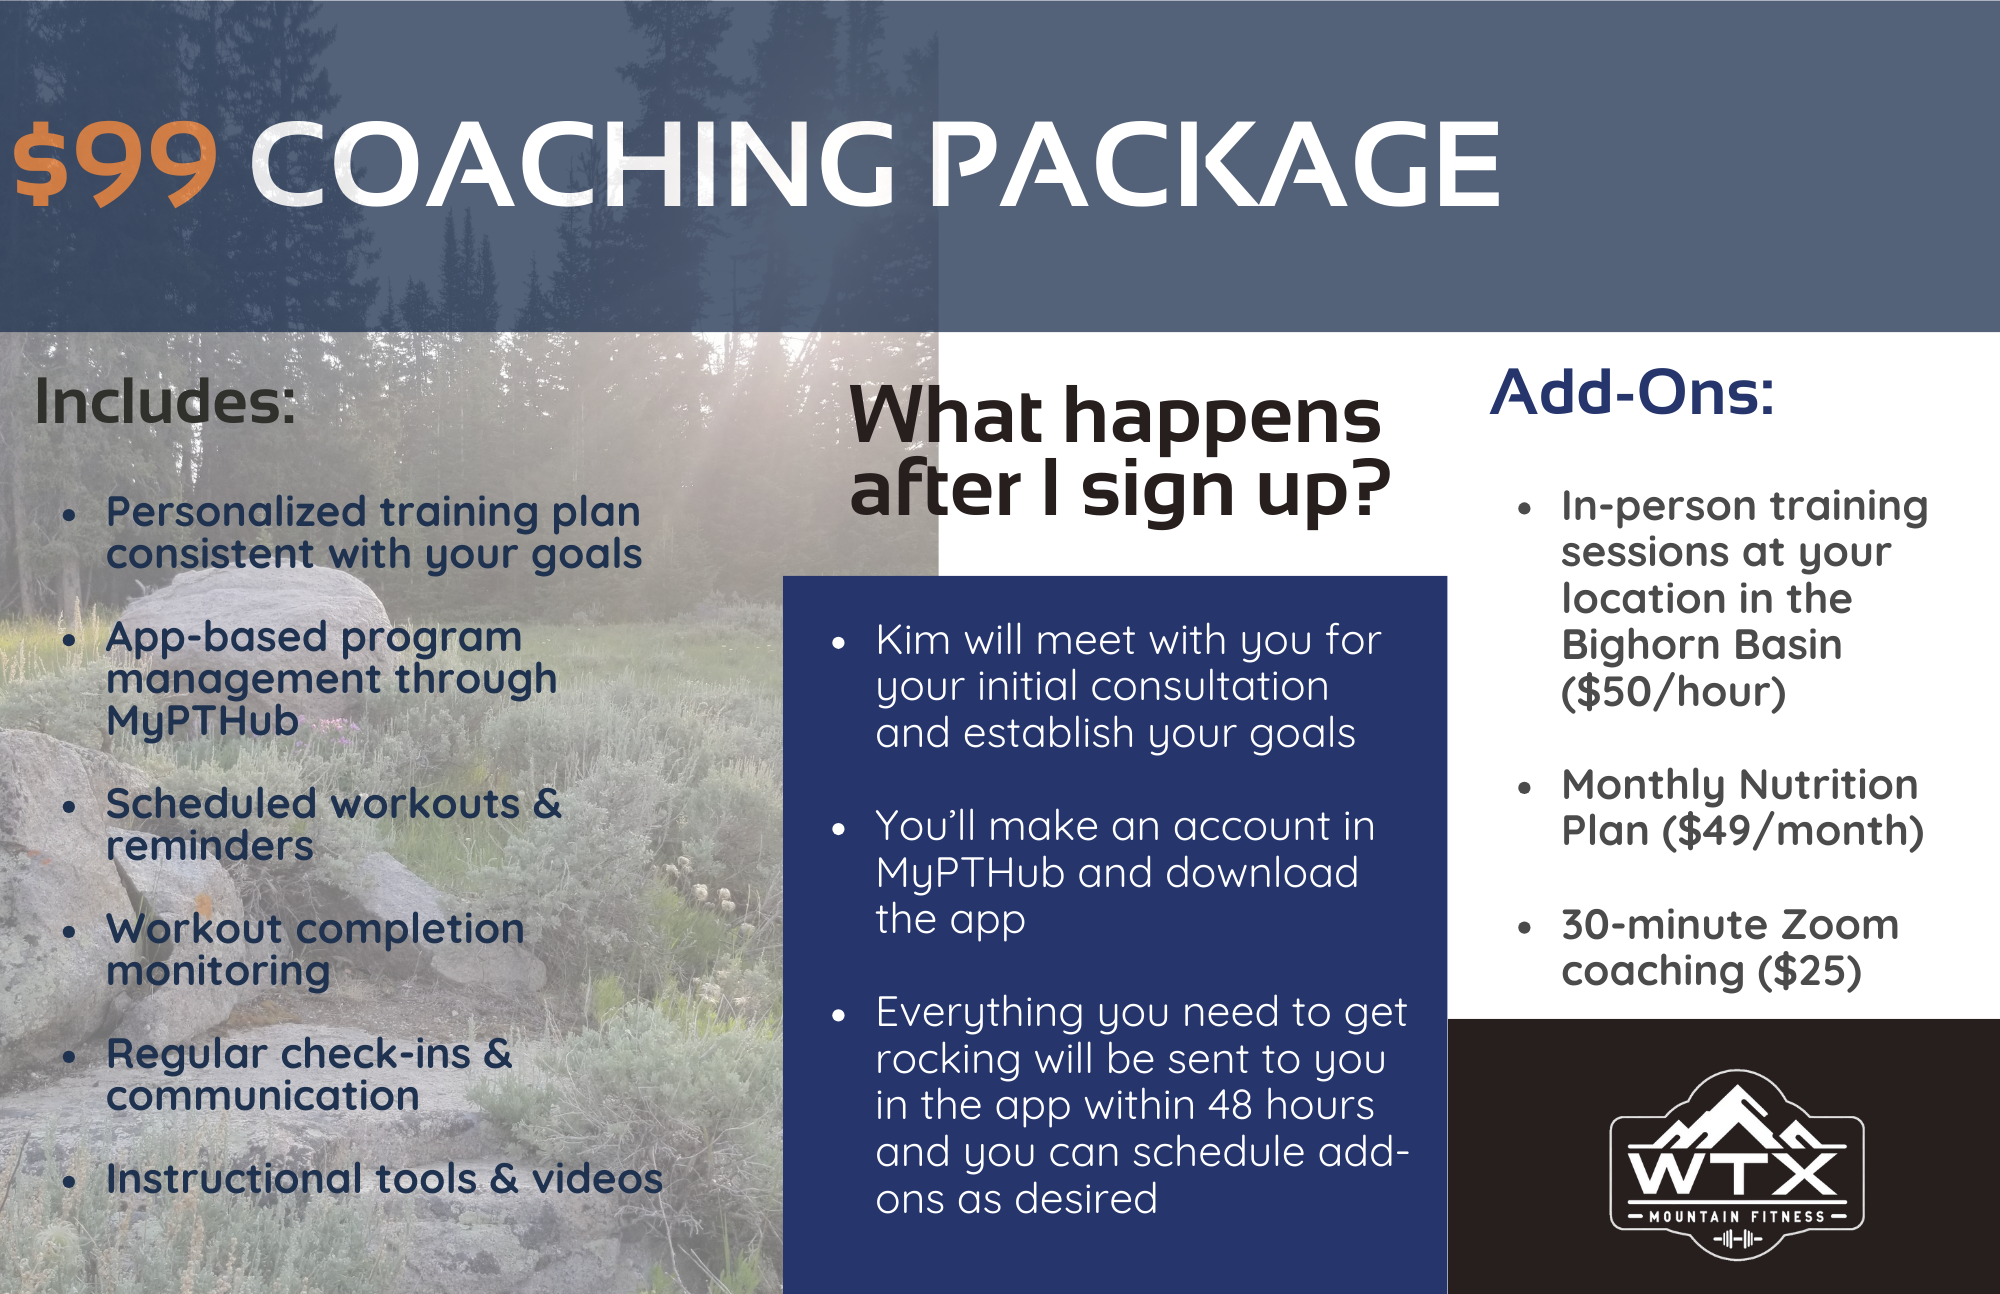 $99 COACHING PACKAGE
Includes:
• Personalized training plan
consistent with your goals
• App-based program
management through
MyPTHub
• Scheduled workouts &
reminders
• Workout completion
monitoring
• Regular check-ins &
communication
• Instructional tools & videos
What happens
after I sign up?
• Kim will meet with you for
your initial consultation
and establish your goals
• You’ll make an account in
MyPTHub and download
the app
• Everything you need to get
rocking will be sent to you
in the app within 48 hours
and you can schedule add-
ons as desired
Add-Ons:
• In-person training
sessions at your
location in the
Bighorn Basin
($50/hour)
• Monthly Nutrition
Plan ($49/month)
• 30-minute Zoom
coaching ($25)
WTX
MOUNTAIN FITNESS